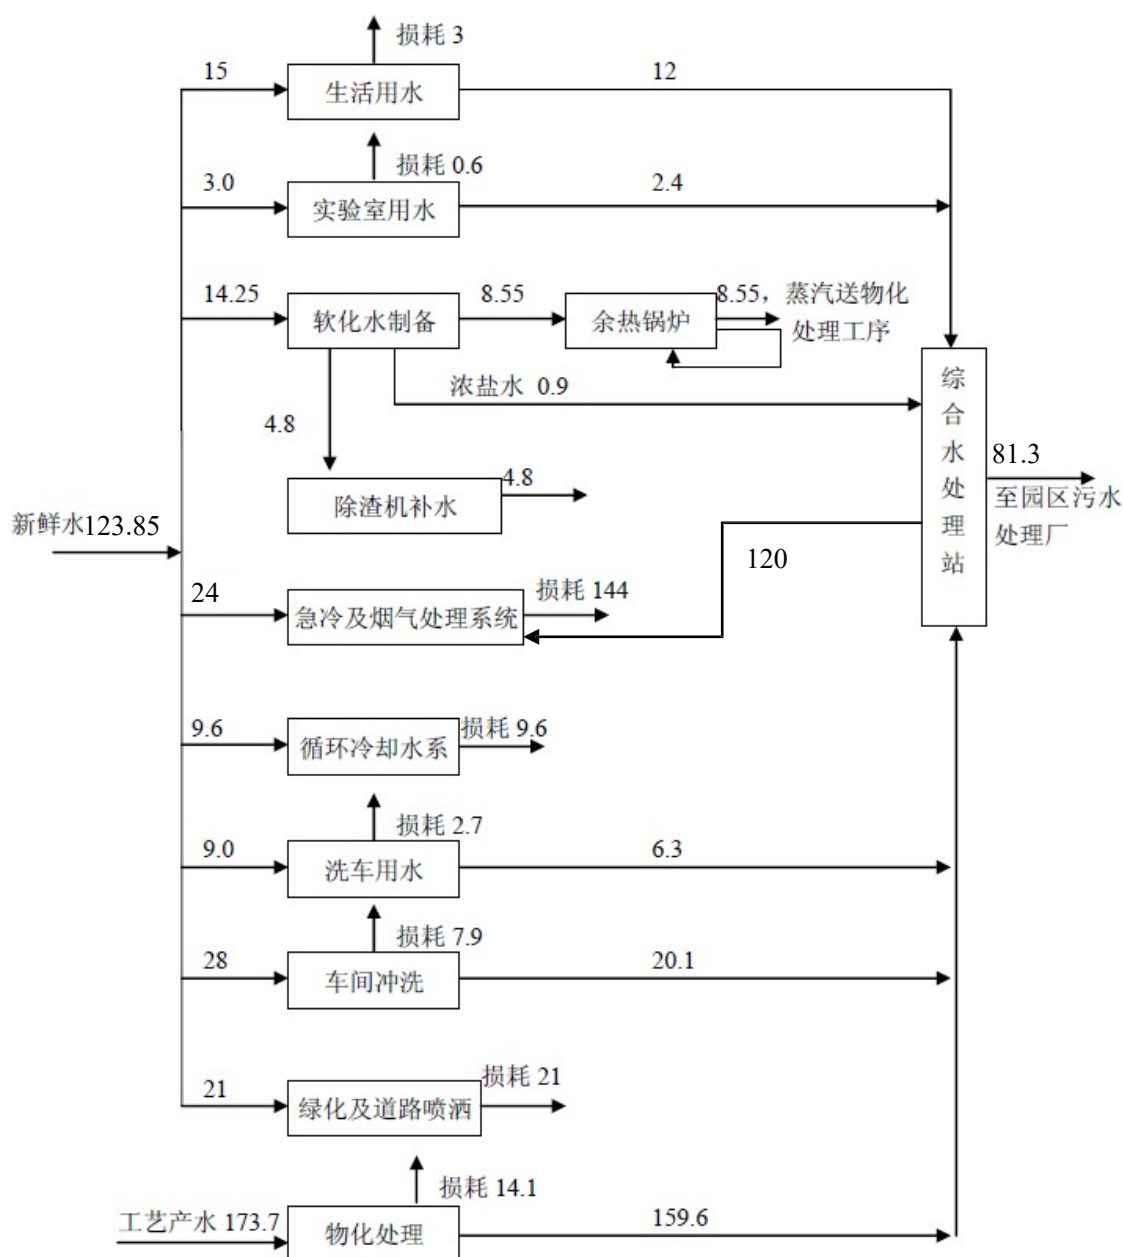 损耗 3
15
生活用水
12
损耗 0.6
3.0
实验室用水
2.4
14.25
软化水制备
8.55
余热锅炉
8.55，蒸汽送物化
处理工序
浓盐水 0.9
4.8
除渣机补水
4.8
综合水处理站
81.3
至园区污水
处理厂
新鲜水123.85
120
24
急冷及烟气处理系统
损耗 144
9.6
循环冷却水系
损耗 9.6
损耗 2.7
9.0
洗车用水
6.3
损耗 7.9
28
车间冲洗
20.1
21
绿化及道路喷洒
损耗 21
损耗 14.1
工艺产水 173.7
物化处理
159.6